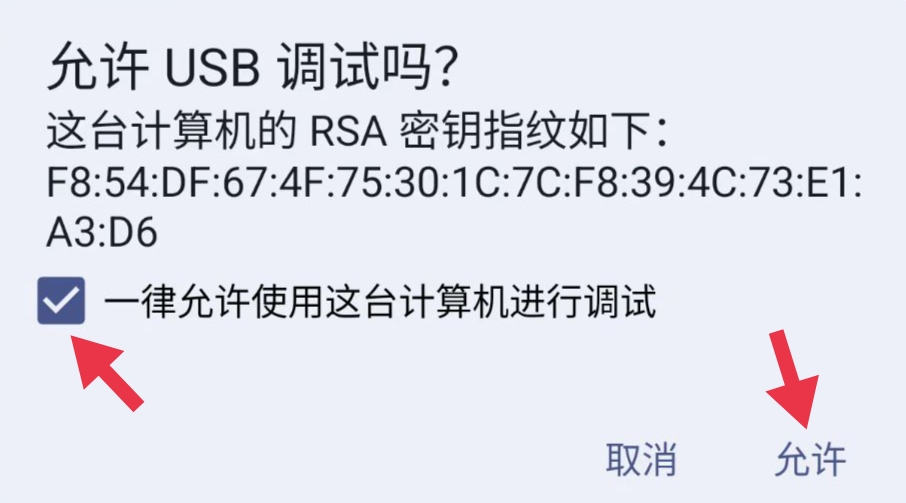 允许 USB 调试吗？
这台计算机的 RSA 密钥指纹如下：
F8:54:DF:67:4F:75:30:1C:7C:F8:39:4C:73:E1:
A3:D6
一律允许使用这台计算机进行调试
取消 允许